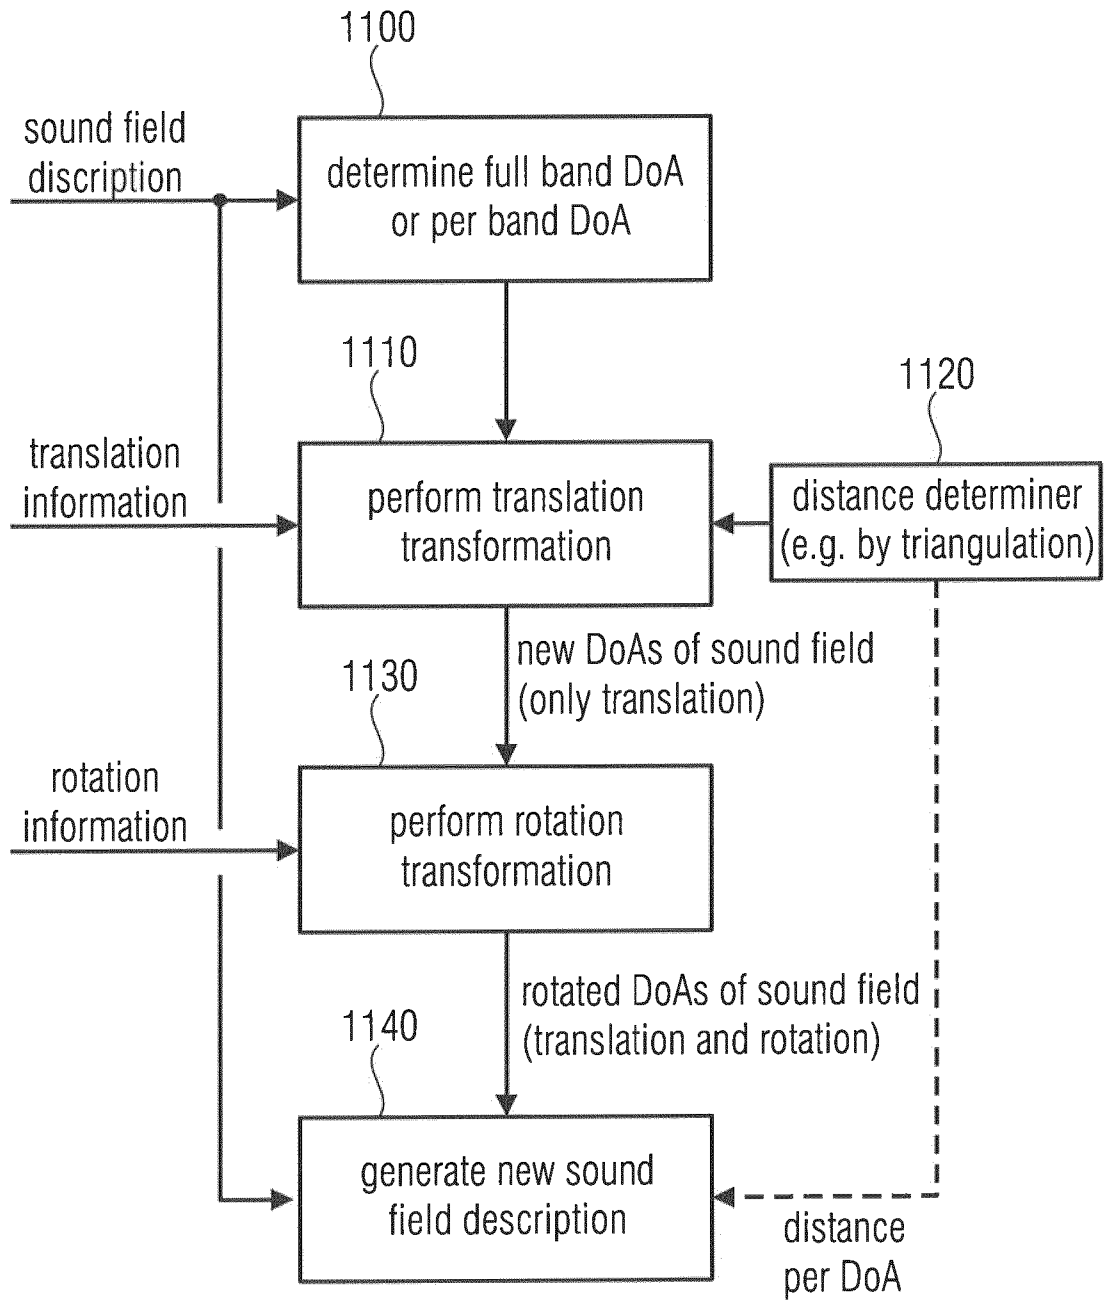 1100
sound field
discription
determine full band DoA
or per band DoA
1110
1120
translation
information
perform translation
transformation
distance determiner
(e.g. by triangulation)
new DoAs of sound field
(only translation)
1130
rotation
information
perform rotation
transformation
rotated DoAs of sound field
(translation and rotation)
1140
generate new sound
field description
distance
per DoA